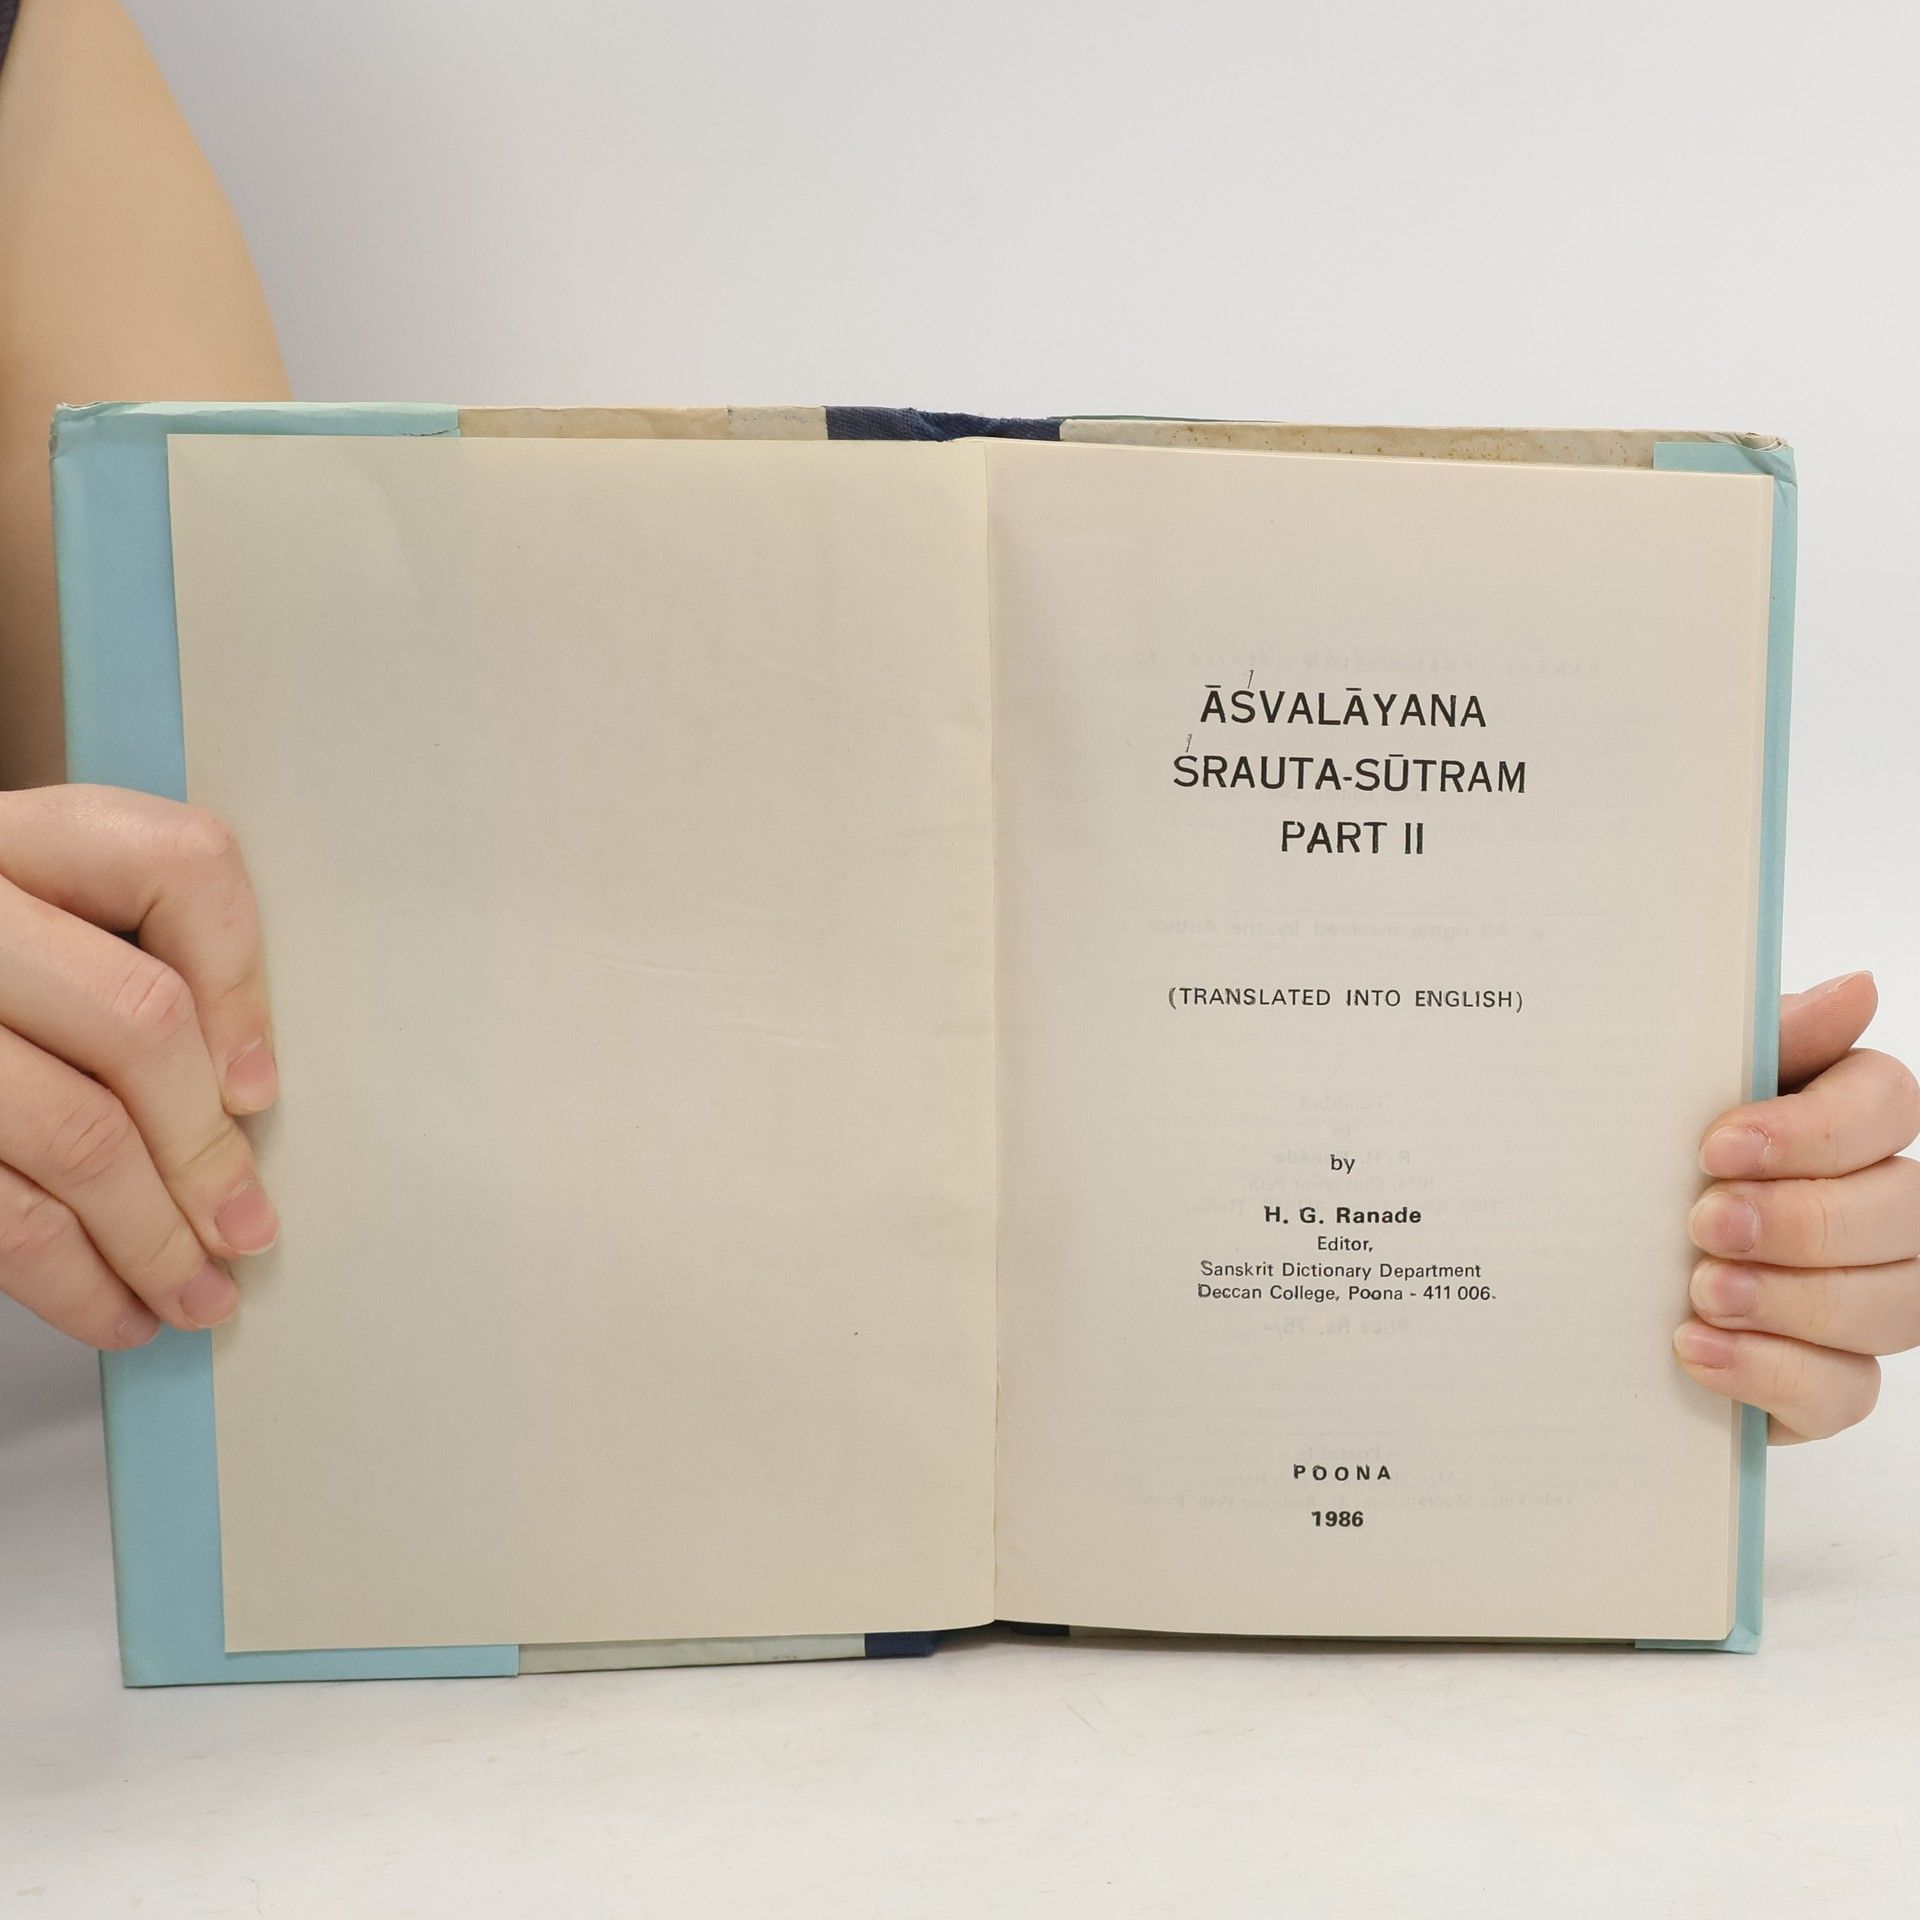 ĀŚVALĀYANA
ŚRAUTA-SŪTRAM
PART II
(TRANSLATED INTO ENGLISH)
by
H. G. Ranade
Editor,
Sanskrit Dictionary Department
Deccan College, Poona - 411 006.
POONA
1986